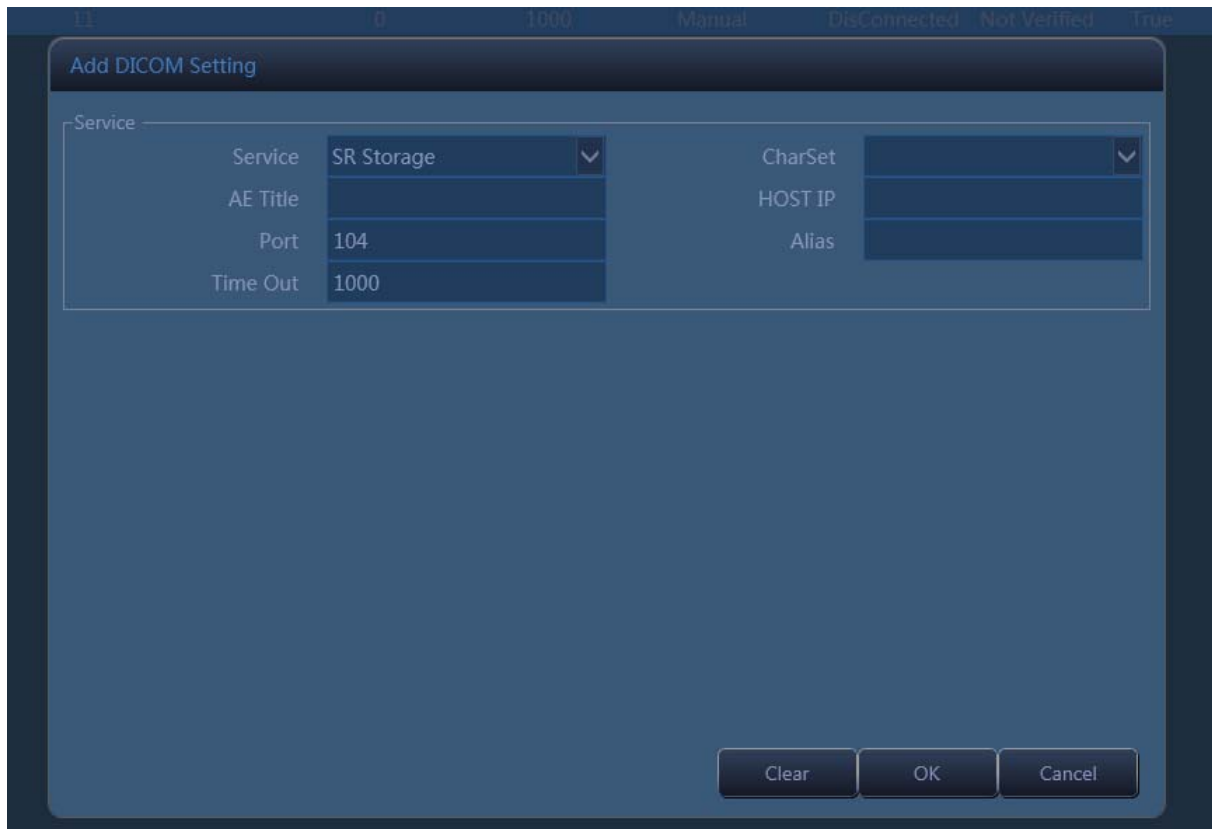 11 0 1000 Manual DisConnected Not Verified True
Add DICOM Setting
Service
Service SR Storage CharSet
AE Title HOST IP
Port 104 Alias
Time Out 1000
Clear OK Cancel